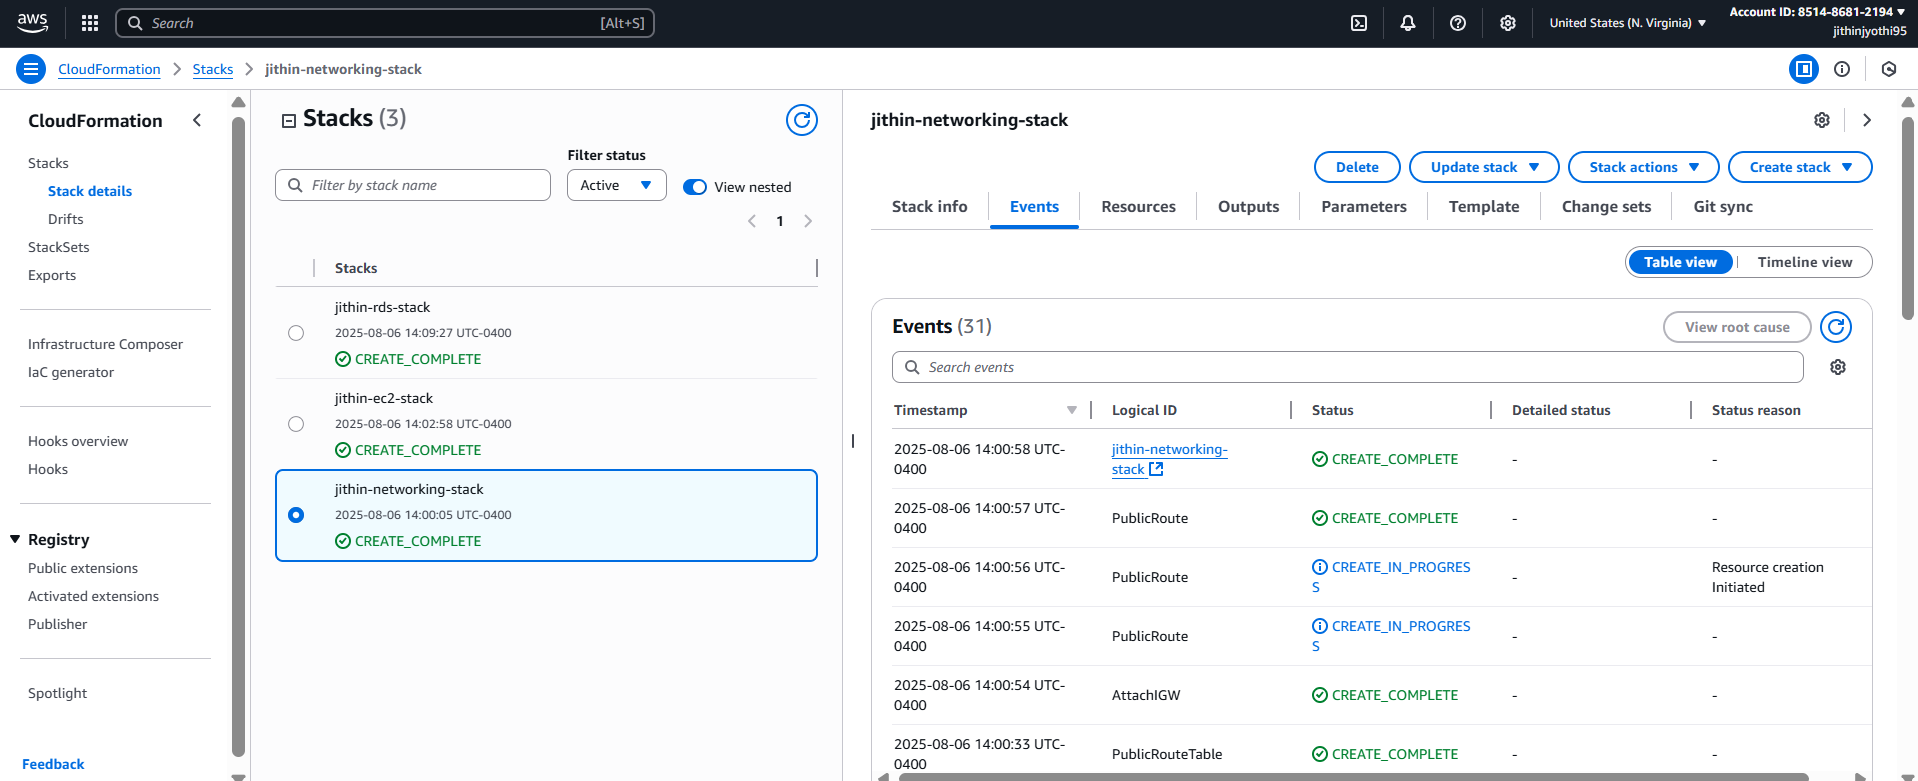 aws
Search [Alt+S]
United States (N. Virginia)
Account ID: 8514-8681-2194
jithinjyothi95
CloudFormation
Stacks
jithin-networking-stack
CloudFormation
Stacks
Stack details
Drifts
StackSets
Exports
Infrastructure Composer
IaC generator
Hooks overview
Hooks
Registry
Public extensions
Activated extensions
Publisher
Spotlight
Feedback
Stacks (3)
Filter status
Filter by stack name
Active
View nested
1
Stacks
jithin-rds-stack
2025-08-06 14:09:27 UTC-0400
CREATE_COMPLETE
jithin-ec2-stack
2025-08-06 14:02:58 UTC-0400
CREATE_COMPLETE
jithin-networking-stack
2025-08-06 14:00:05 UTC-0400
CREATE_COMPLETE
jithin-networking-stack
Delete
Update stack
Stack actions
Create stack
Stack info
Events
Resources
Outputs
Parameters
Template
Change sets
Git sync
Table view
Timeline view
Events (31)
View root cause
Search events
Timestamp
Logical ID
Status
Detailed status
Status reason
2025-08-06 14:00:58 UTC-
0400
jithin-networking-
stack
CREATE_COMPLETE
-
-
2025-08-06 14:00:57 UTC-
0400
PublicRoute
CREATE_COMPLETE
-
-
2025-08-06 14:00:56 UTC-
0400
PublicRoute
CREATE_IN_PROGRES
S
-
Resource creation
Initiated
2025-08-06 14:00:55 UTC-
0400
PublicRoute
CREATE_IN_PROGRES
S
-
-
2025-08-06 14:00:54 UTC-
0400
AttachIGW
CREATE_COMPLETE
-
-
2025-08-06 14:00:33 UTC-
0400
PublicRouteTable
CREATE_COMPLETE
-
-